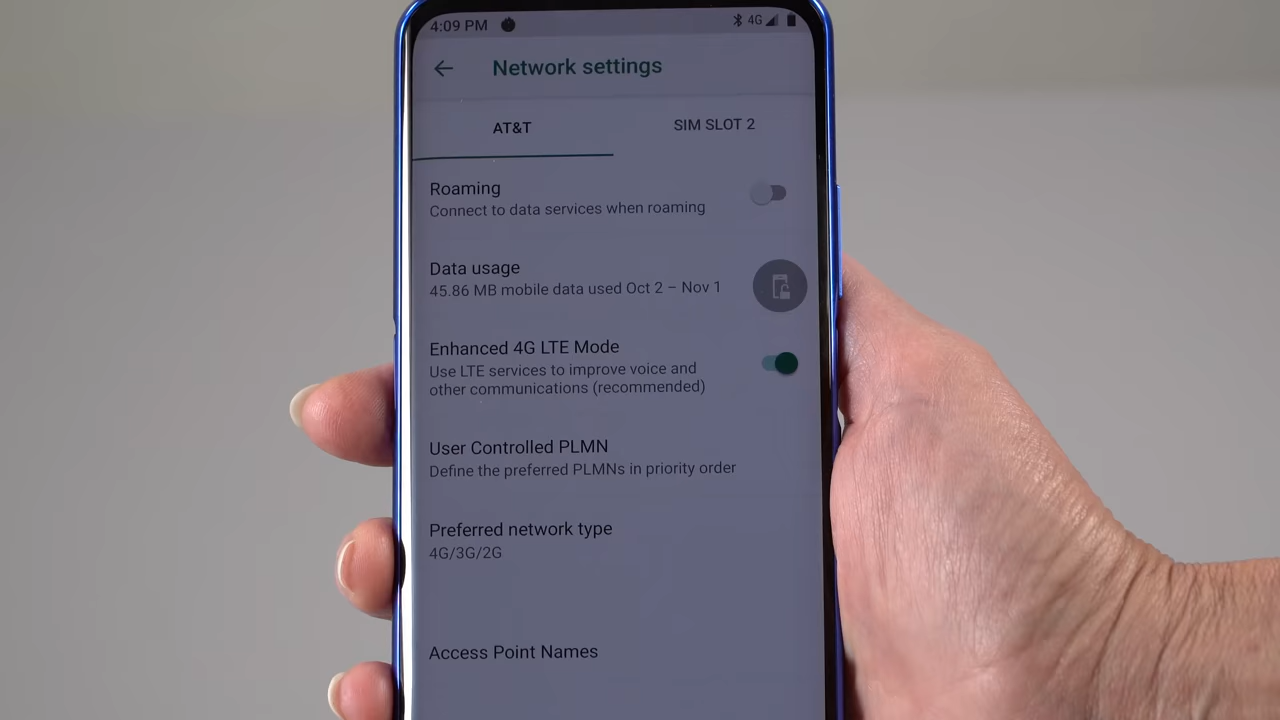 4:09 PM
4G
Network settings
AT&T
SIM SLOT 2
Roaming
Connect to data services when roaming
Data usage
45.86 MB mobile data used Oct 2 – Nov 1
Enhanced 4G LTE Mode
Use LTE services to improve voice and
other communications (recommended)
User Controlled PLMN
Define the preferred PLMNs in priority order
Preferred network type
4G/3G/2G
Access Point Names